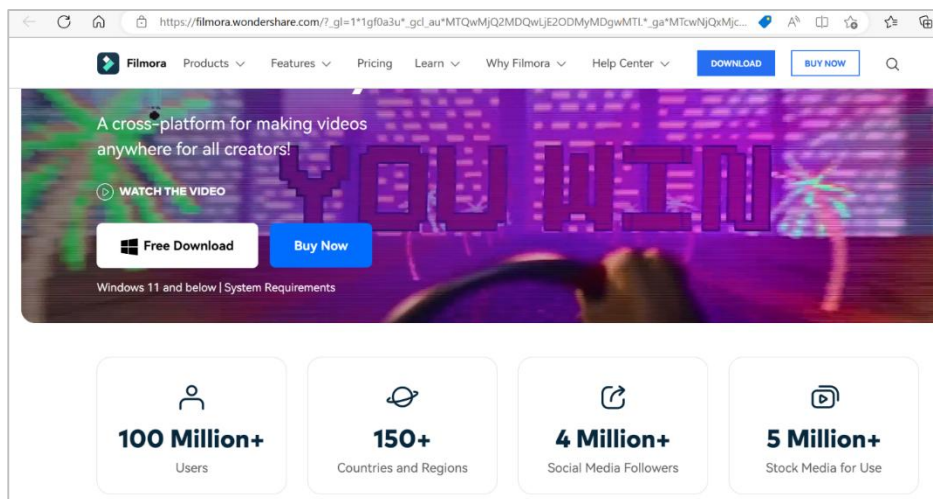 https://filmora.wondershare.com/?_gl=1*1gf0a3u*_gcl_au*MTQwMjQ2MDQwLjE2ODMyMDgwMTI.*_ga*MTcwNjQxMjc...
Filmora Products Features Pricing Learn Why Filmora Help Center DOWNLOAD BUY NOW
A cross-platform for making videos
anywhere for all creators!
WATCH THE VIDEO
YOU WIN
Free Download Buy Now
Windows 11 and below | System Requirements
100 Million+ 150+ 4 Million+ 5 Million+
Users Countries and Regions Social Media Followers Stock Media for Use